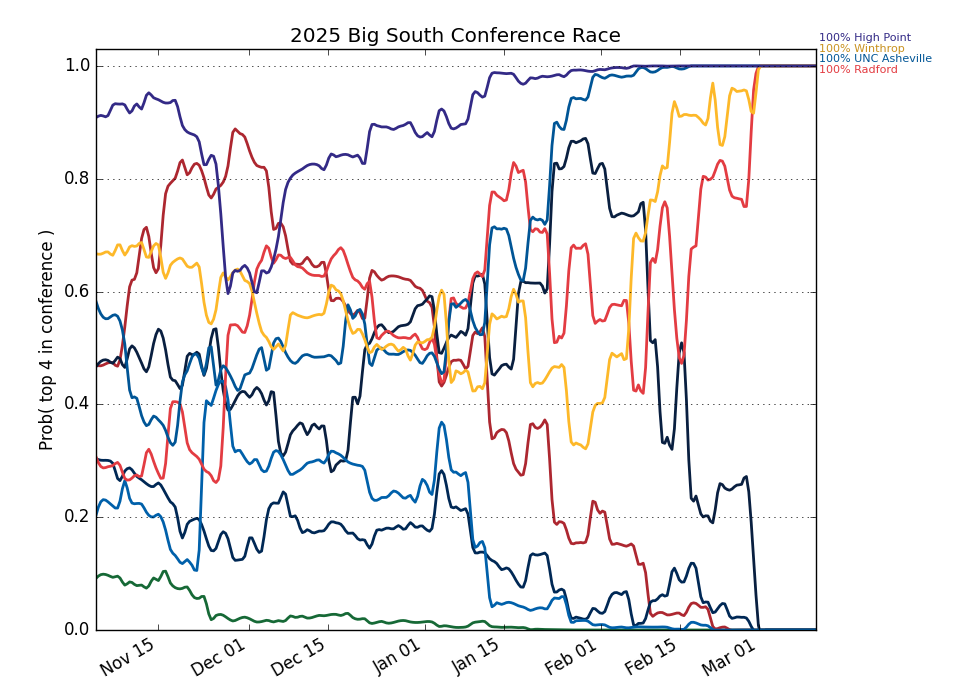 2025 Big South Conference Race
100% High Point
100% Winthrop
100% UNC Asheville
100% Radford
Prob( top 4 in conference )
1.0
0.8
0.6
0.4
0.2
0.0
Nov 15
Dec 01
Dec 15
Jan 01
Jan 15
Feb 01
Feb 15
Mar 01